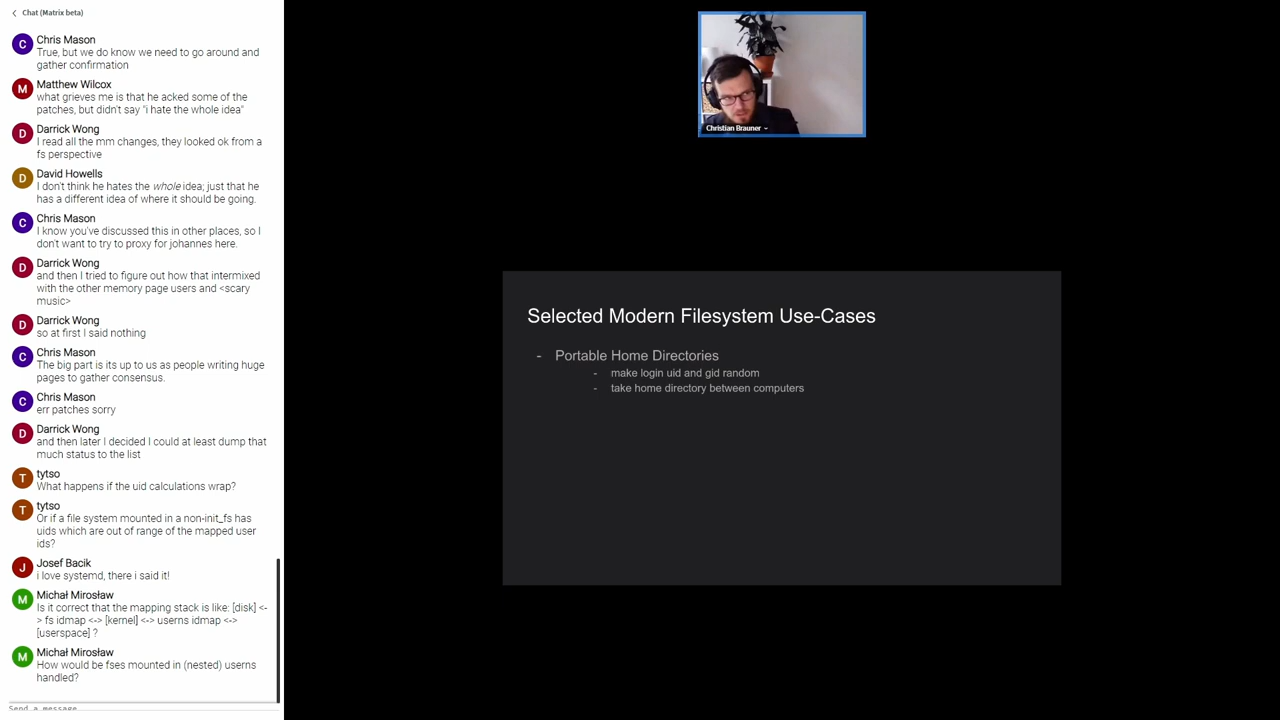 Chat (Matrix beta)
C
Chris Mason
True, but we do know we need to go around and
gather confirmation
M
Matthew Wilcox
what grieves me is that he acked some of the
patches, but didn't say "i hate the whole idea"
D
Darrick Wong
I read all the mm changes, they looked ok from a
fs perspective
D
David Howells
I don't think he hates the whole idea; just that he
has a different idea of where it should be going.
C
Chris Mason
I know you've discussed this in other places, so I
don't want to try to proxy for johannes here.
D
Darrick Wong
and then I tried to figure out how that intermixed
with the other memory page users and <scary
music>
D
Darrick Wong
so at first I said nothing
C
Chris Mason
The big part is its up to us as people writing huge
pages to gather consensus.
C
Chris Mason
err patches sorry
D
Darrick Wong
and then later I decided I could at least dump that
much status to the list
T
tytso
What happens if the uid calculations wrap?
T
tytso
Or if a file system mounted in a non-init_fs has
uids which are out of range of the mapped user
ids?
J
Josef Bacik
i love systemd, there i said it!
M
Michał Mirosław
Is it correct that the mapping stack is like: [disk] <-
> fs idmap <-> [kernel] <-> userns idmap <->
[userspace] ?
M
Michał Mirosław
How would be fses mounted in (nested) userns
handled?
Send a message
Christian Brauner
Selected Modern Filesystem Use-Cases
- Portable Home Directories
- make login uid and gid random
- take home directory between computers